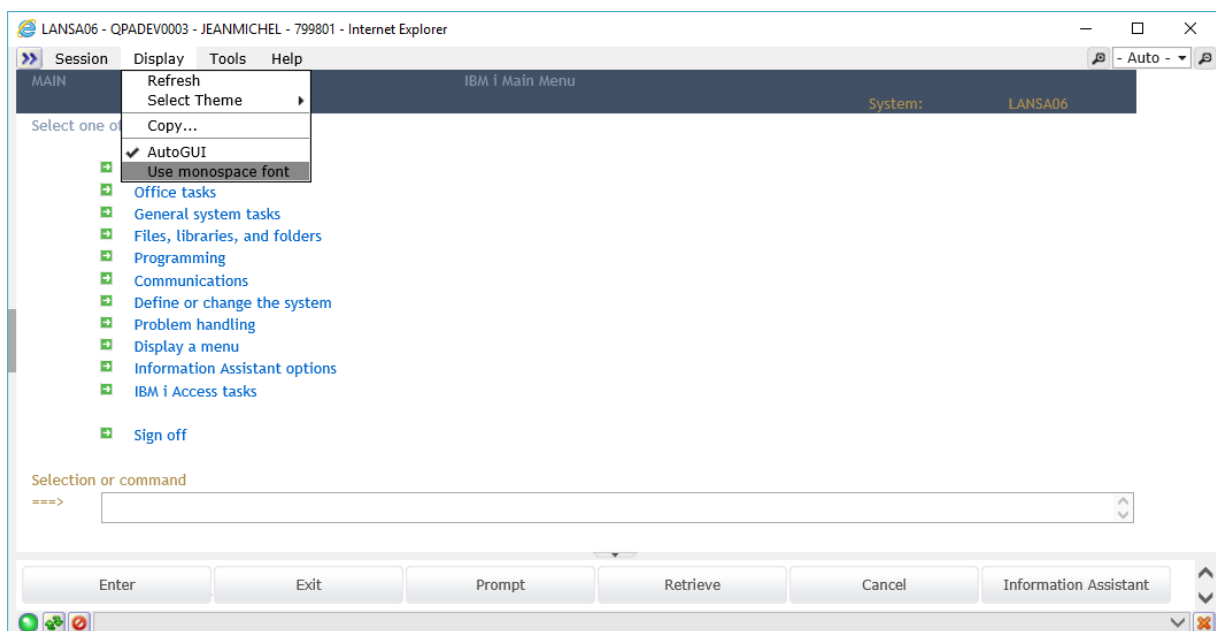 LANSA06 - QPADEV0003 - JEANMICHEL - 799801 - Internet Explorer
Session Display Tools Help - Auto -
MAIN IBM i Main Menu
System: LANSA06
Select one of
Refresh
Select Theme
Copy...
AutoGUI
Use monospace font
Office tasks
General system tasks
Files, libraries, and folders
Programming
Communications
Define or change the system
Problem handling
Display a menu
Information Assistant options
IBM i Access tasks
Sign off
Selection or command
===>
Enter Exit Prompt Retrieve Cancel Information Assistant